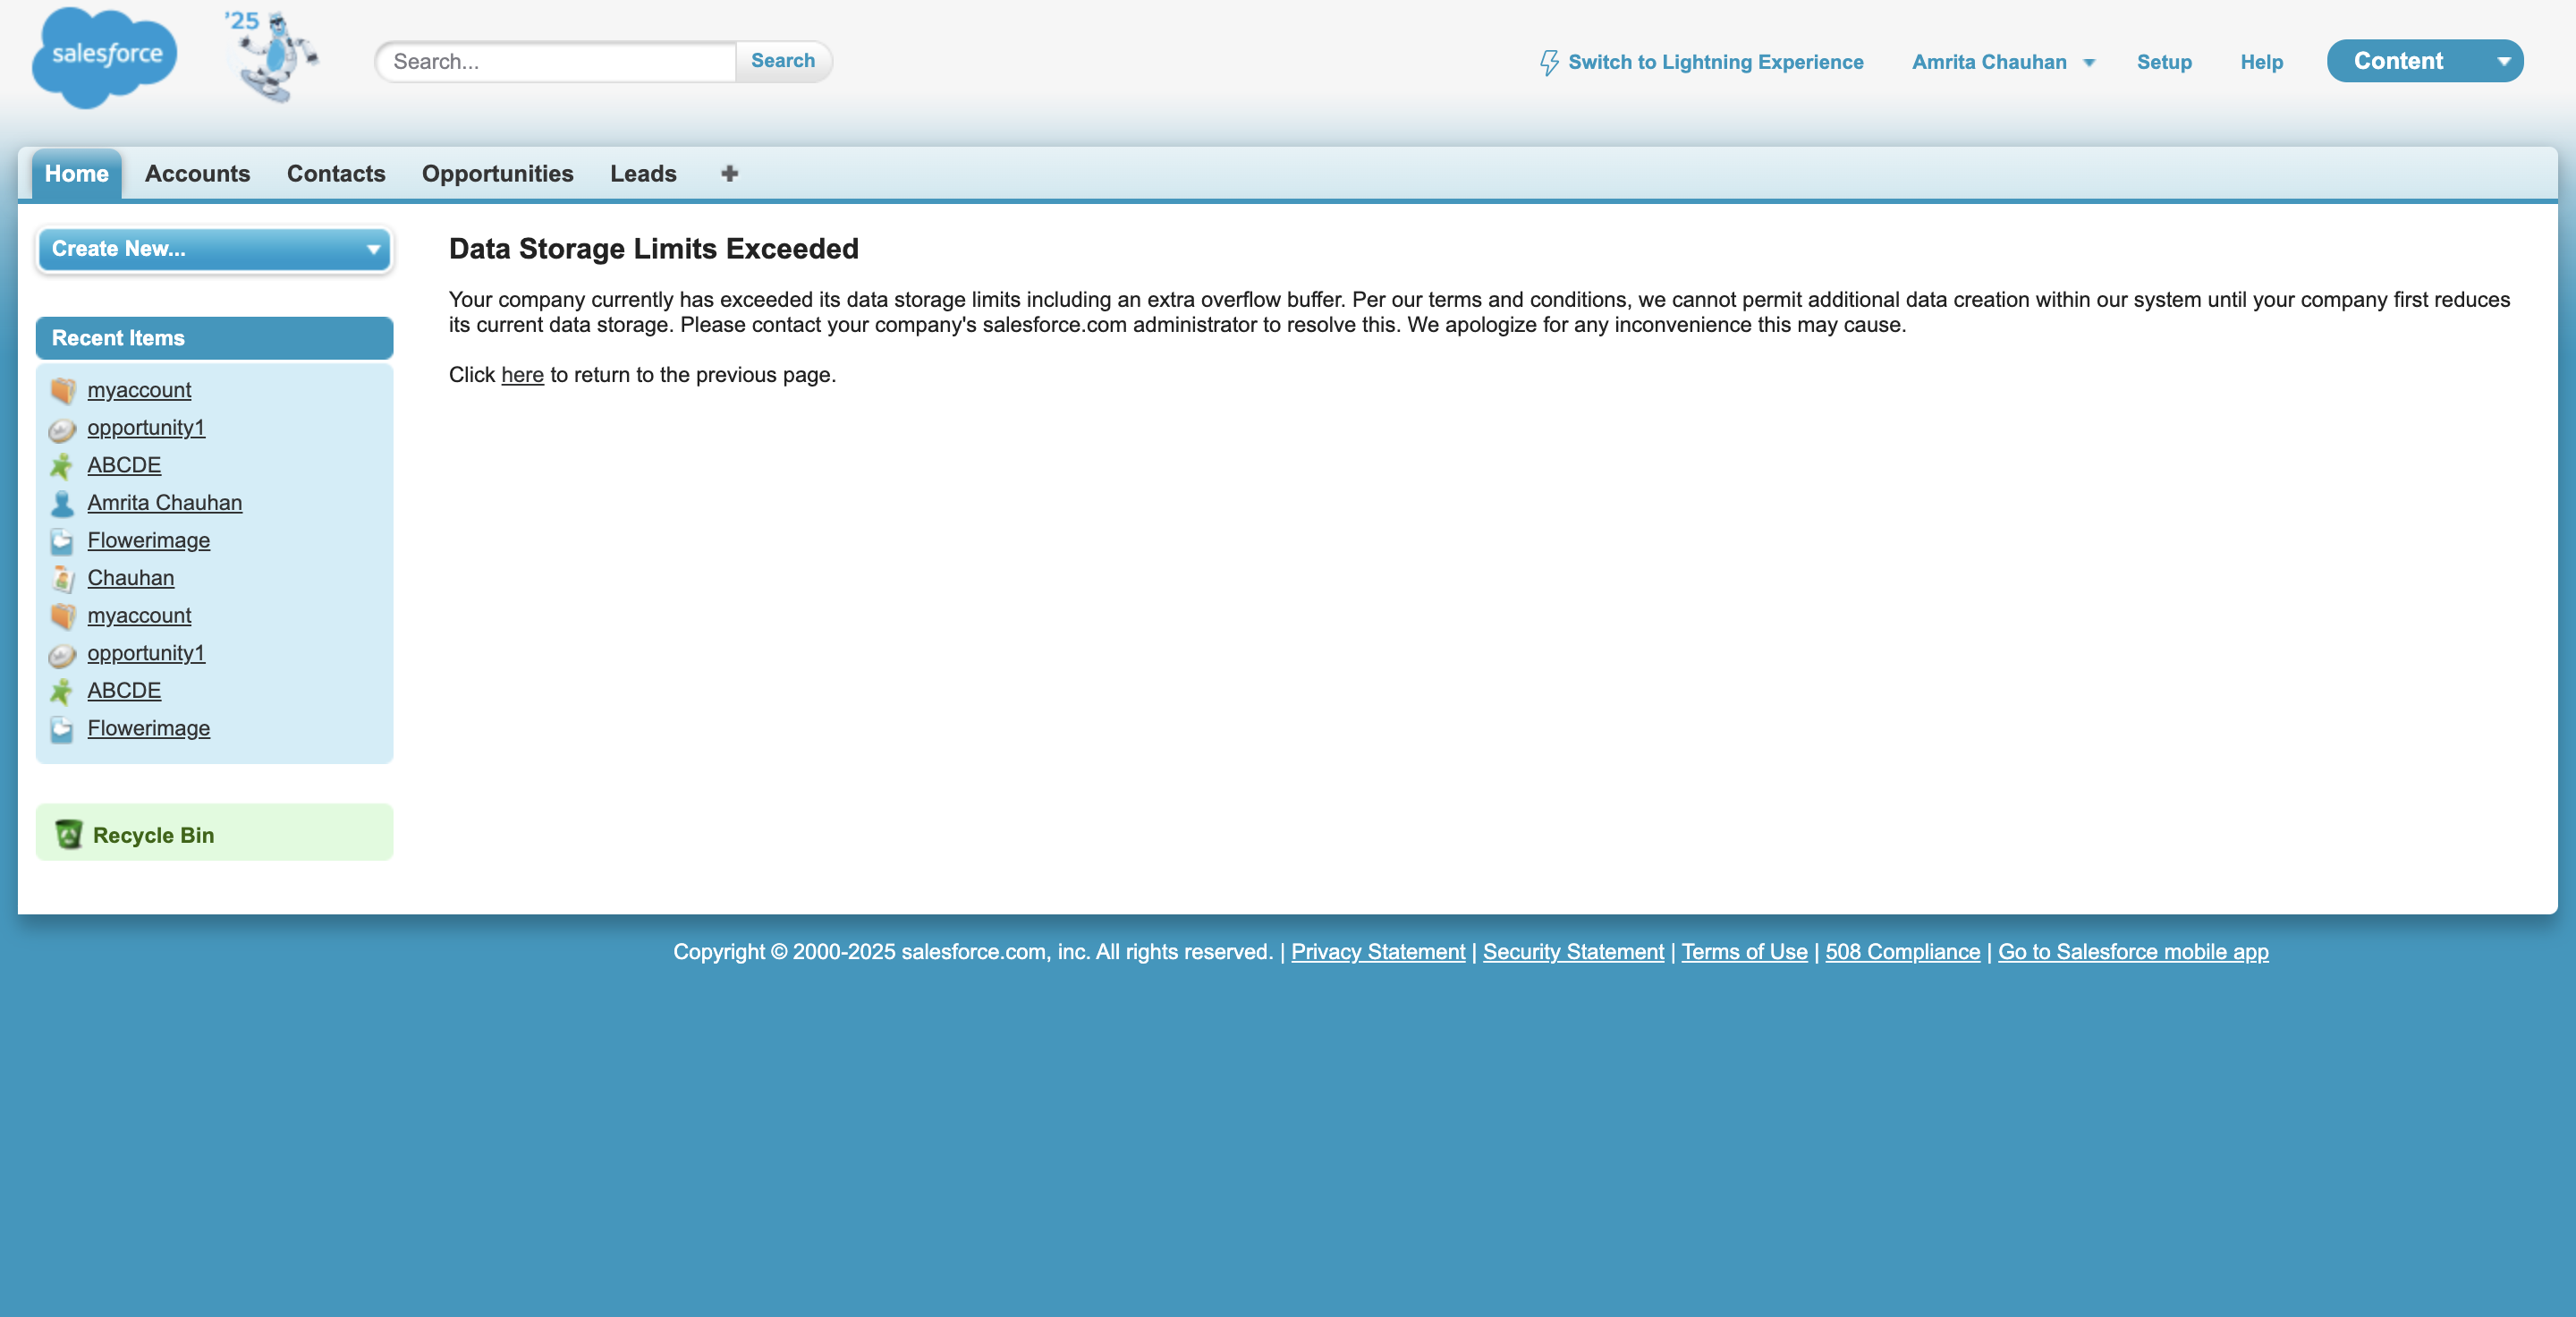 salesforce
'25
Search...
Search
Switch to Lightning Experience
Amrita Chauhan
Setup
Help
Content
Home
Accounts
Contacts
Opportunities
Leads
Create New...
Recent Items
myaccount
opportunity1
ABCDE
Amrita Chauhan
Flowerimage
Chauhan
myaccount
opportunity1
ABCDE
Flowerimage
Recycle Bin
Data Storage Limits Exceeded
Your company currently has exceeded its data storage limits including an extra overflow buffer. Per our terms and conditions, we cannot permit additional data creation within our system until your company first reduces
its current data storage. Please contact your company's salesforce.com administrator to resolve this. We apologize for any inconvenience this may cause.
Click here to return to the previous page.
Copyright © 2000-2025 salesforce.com, inc. All rights reserved. | Privacy Statement | Security Statement | Terms of Use | 508 Compliance | Go to Salesforce mobile app